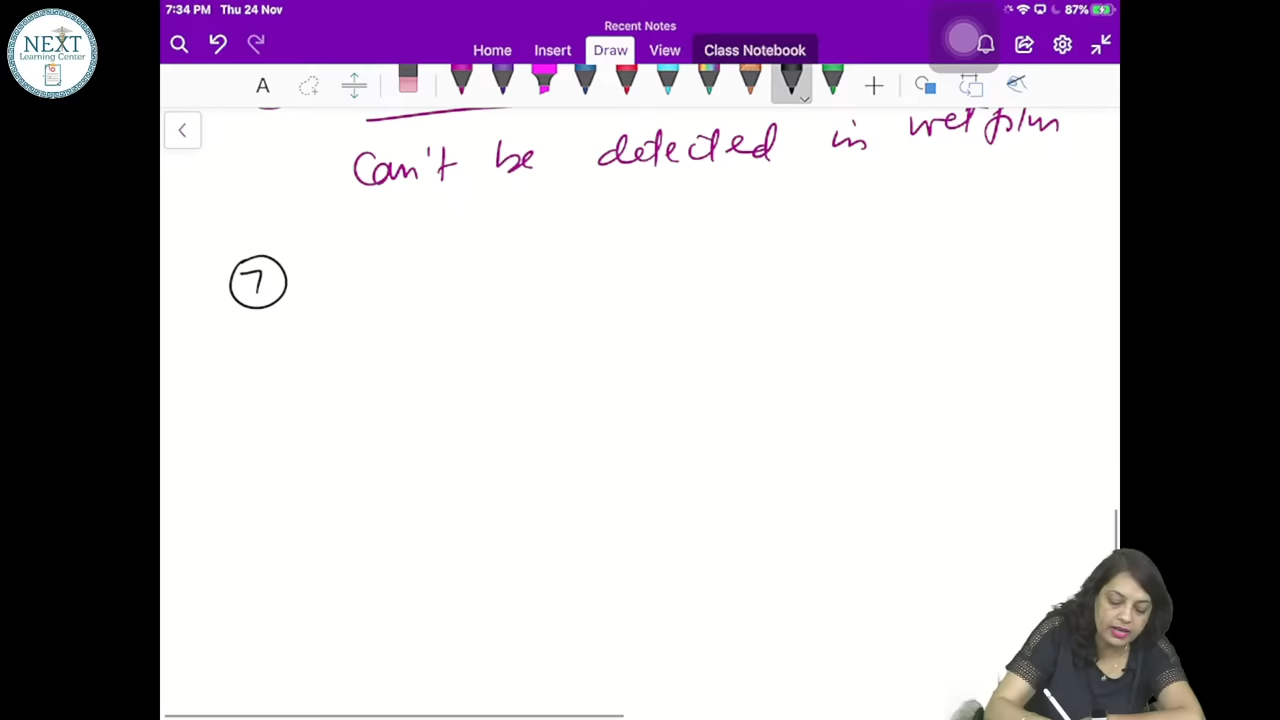 7:34 PM Thu 24 Nov
87%
Recent Notes
NEXT
Learning Center
Home Insert Draw View Class Notebook
A
Can't be detected in wet film
7